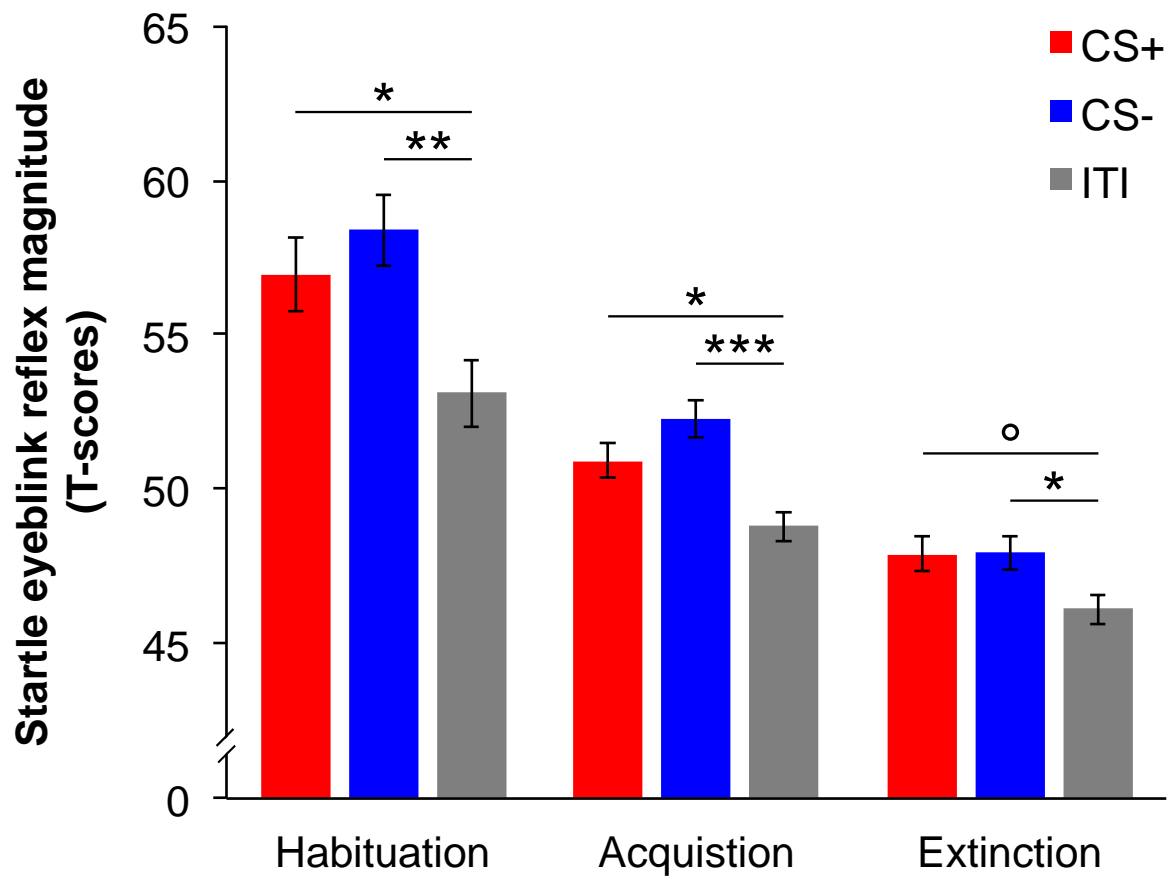 Startle eyeblink reflex magnitude
(T-scores)
65
60
55
50
45
0
CS+
CS-
ITI
*
**
*
***
°
*
Habituation
Acquistion
Extinction